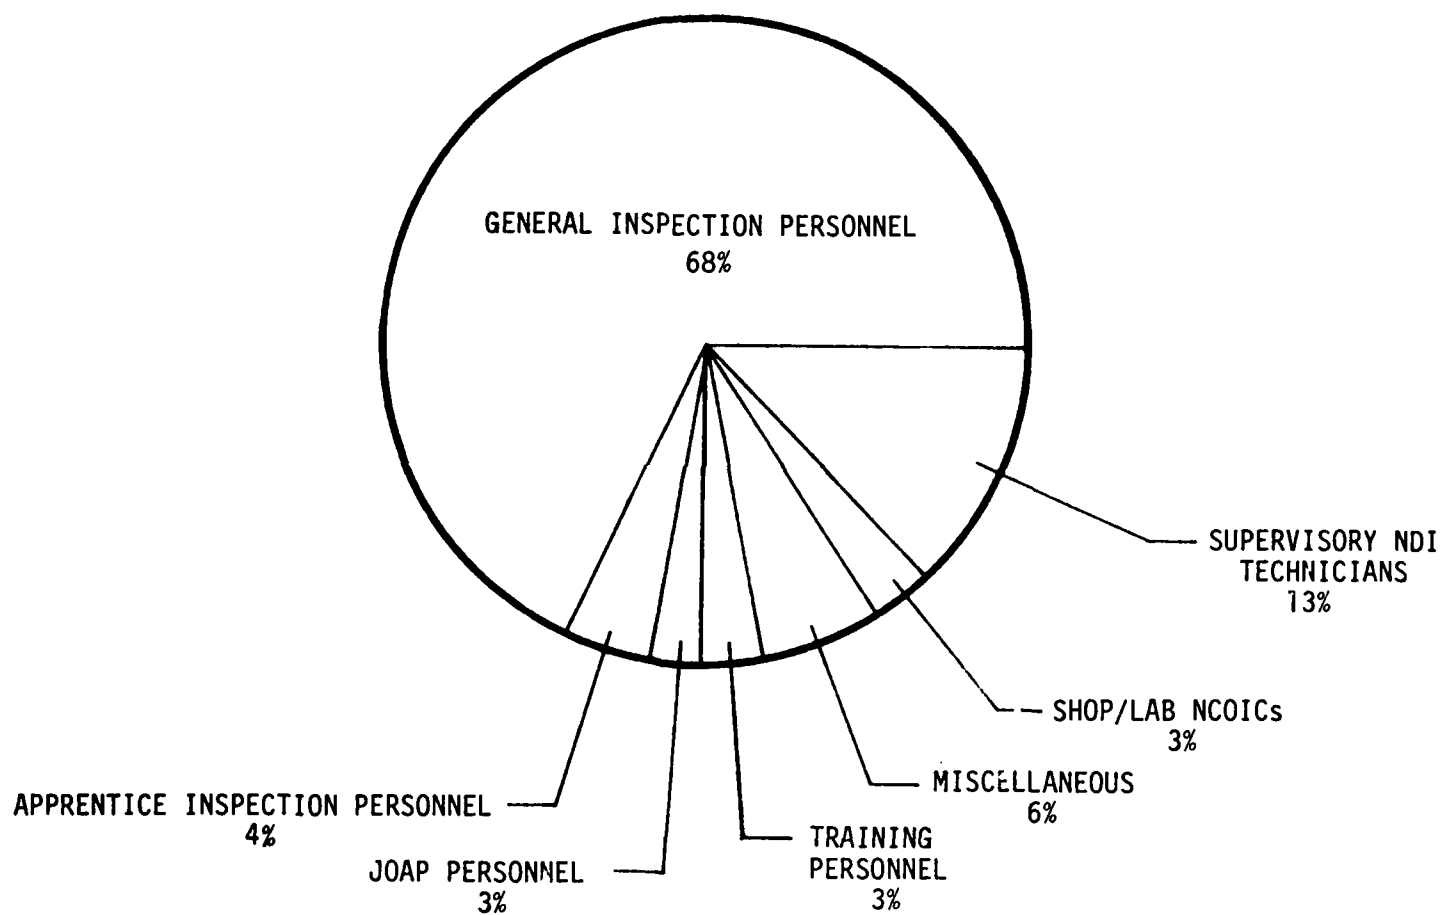 GENERAL INSPECTION PERSONNEL
68%
SUPERVISORY NDI
TECHNICIANS
13%
SHOP/LAB NCOICs
3%
MISCELLANEOUS
6%
TRAINING
PERSONNEL
3%
JOAP PERSONNEL
3%
APPRENTICE INSPECTION PERSONNEL
4%